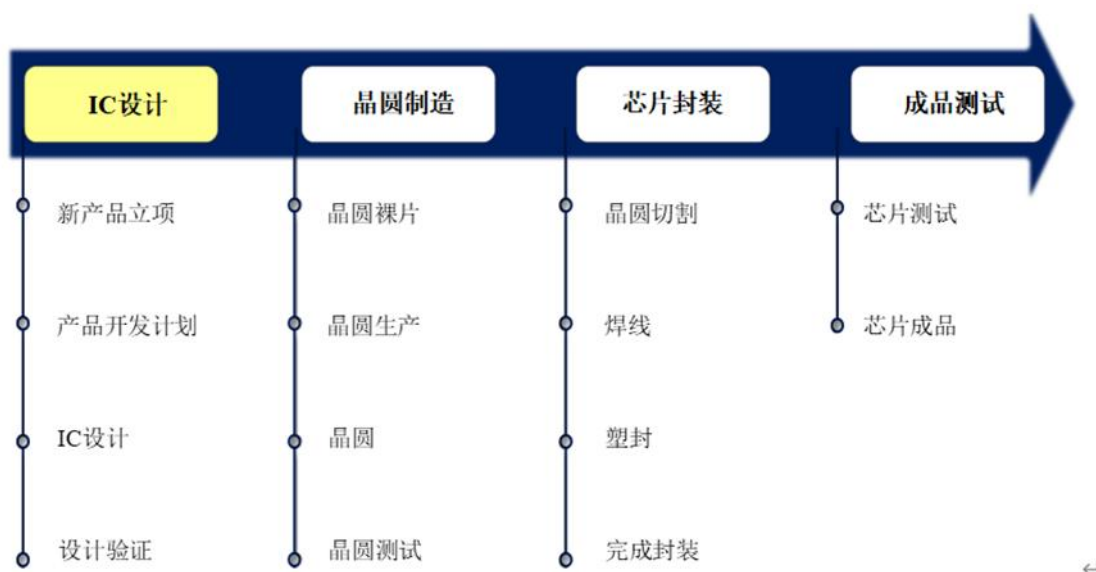 IC设计
晶圆制造
芯片封装
成品测试
新产品立项
晶圆裸片
晶圆切割
芯片测试
产品开发计划
晶圆生产
焊线
芯片成品
IC设计
晶圆
塑封
设计验证
晶圆测试
完成封装